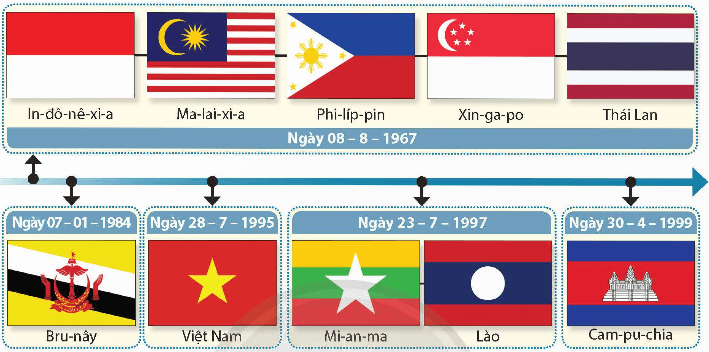 In-đô-nê-xi-a
Ma-lai-xi-a
Phi-líp-pin
Xin-ga-po
Thái Lan
Ngày 08 – 8 – 1967
Ngày 07 – 01 – 1984
Ngày 28 – 7 – 1995
Ngày 23 – 7 – 1997
Ngày 30 – 4 – 1999
Bru-nây
Việt Nam
Mi-an-ma
Lào
Cam-pu-chia